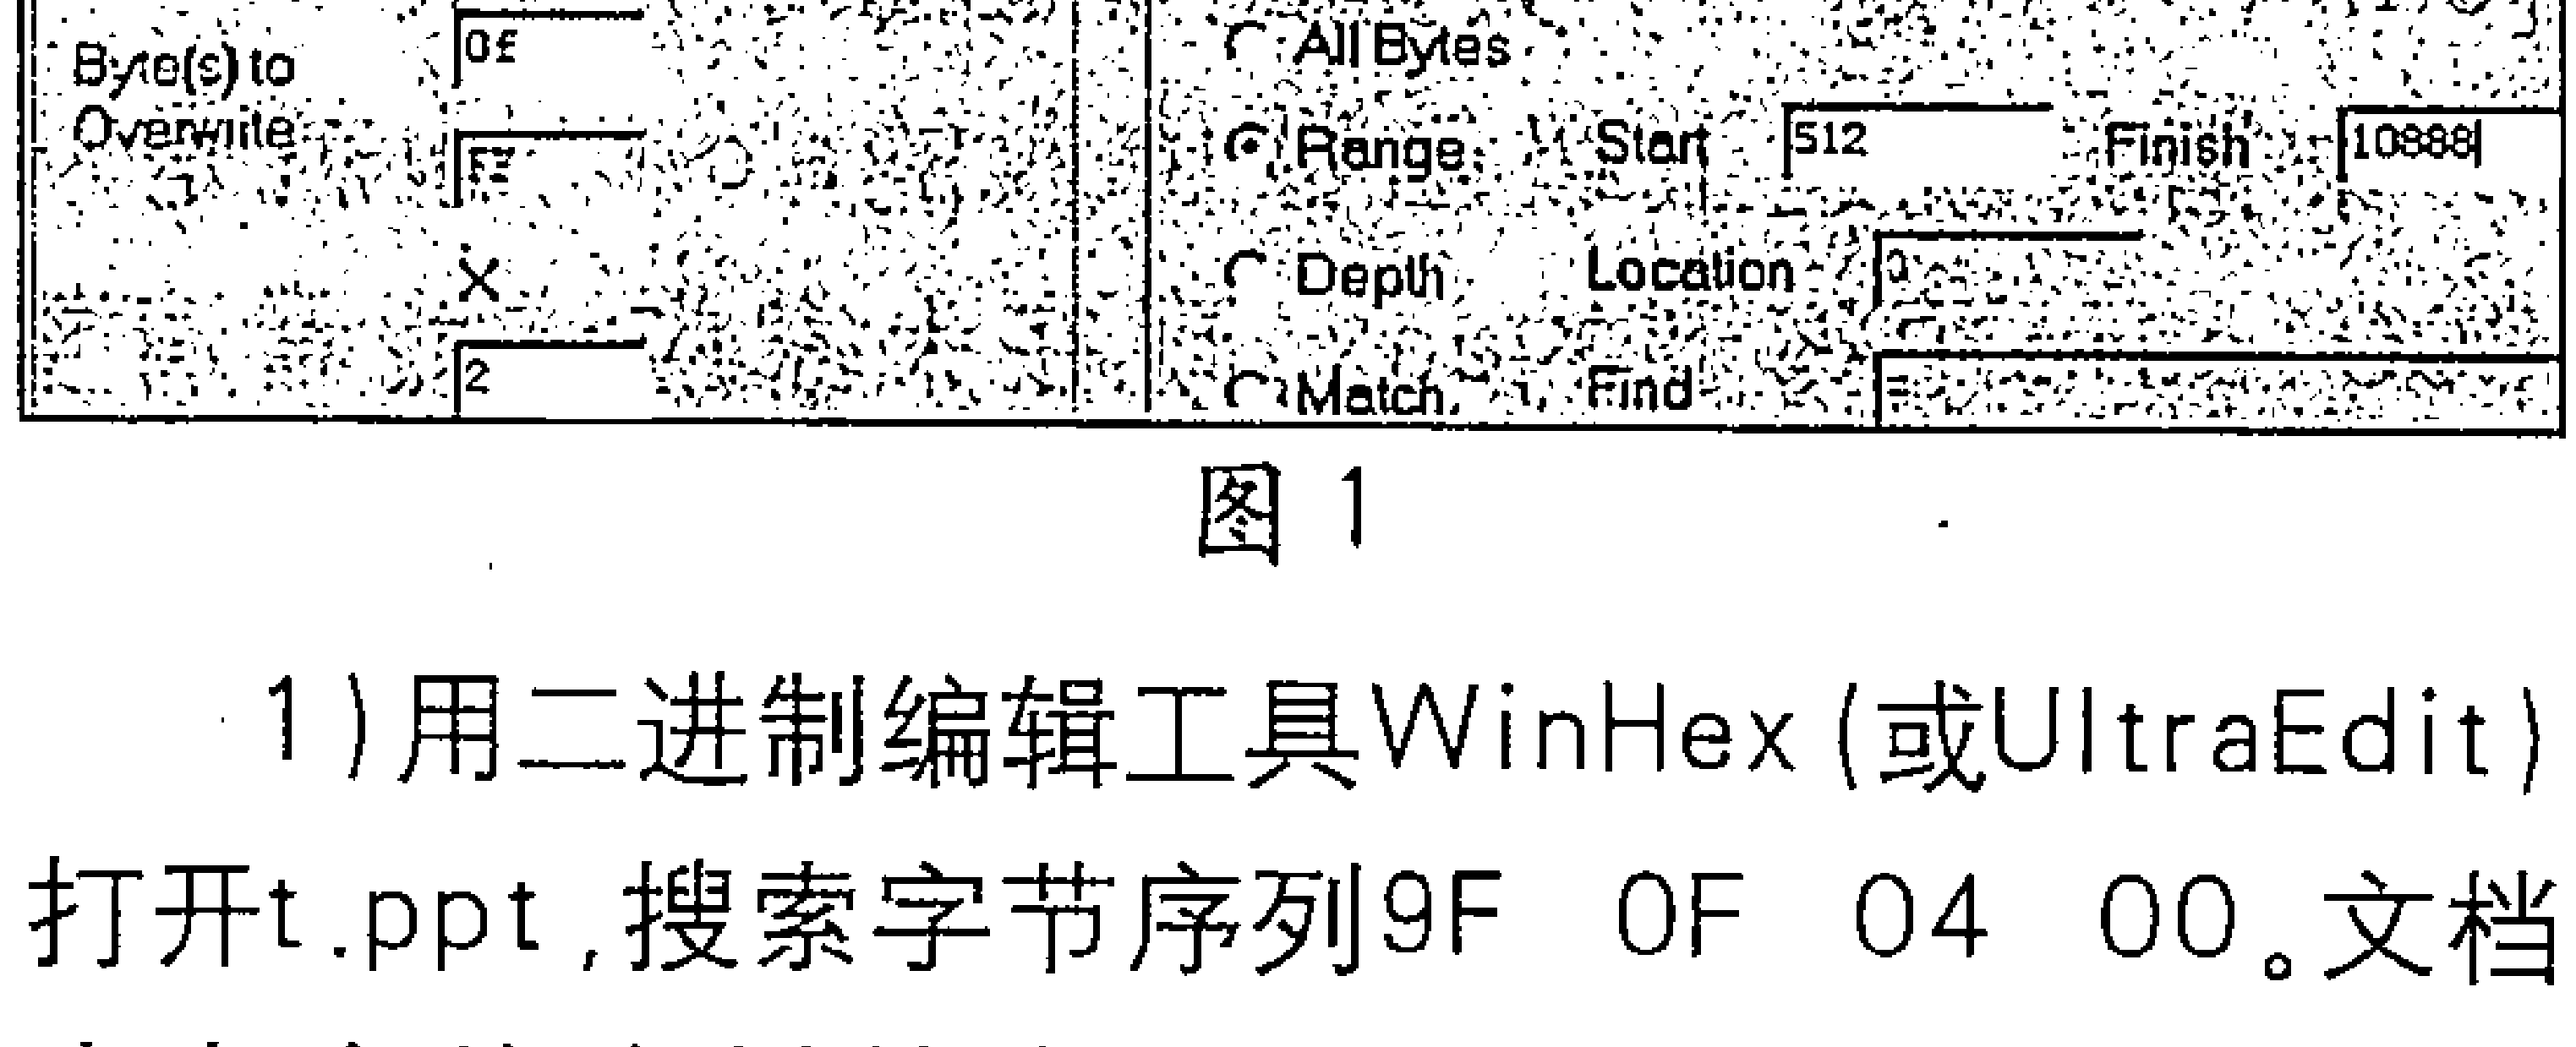 Byte(s) to
Overwrite
0f
ff
X
2
All Bytes
Range Start 512 Finish 10888
Depth Location 0
Match Find
图 1
1)用二进制编辑工具WinHex(或UltraEdit)
打开t.ppt,搜索字节序列9F 0F 04 00。文档